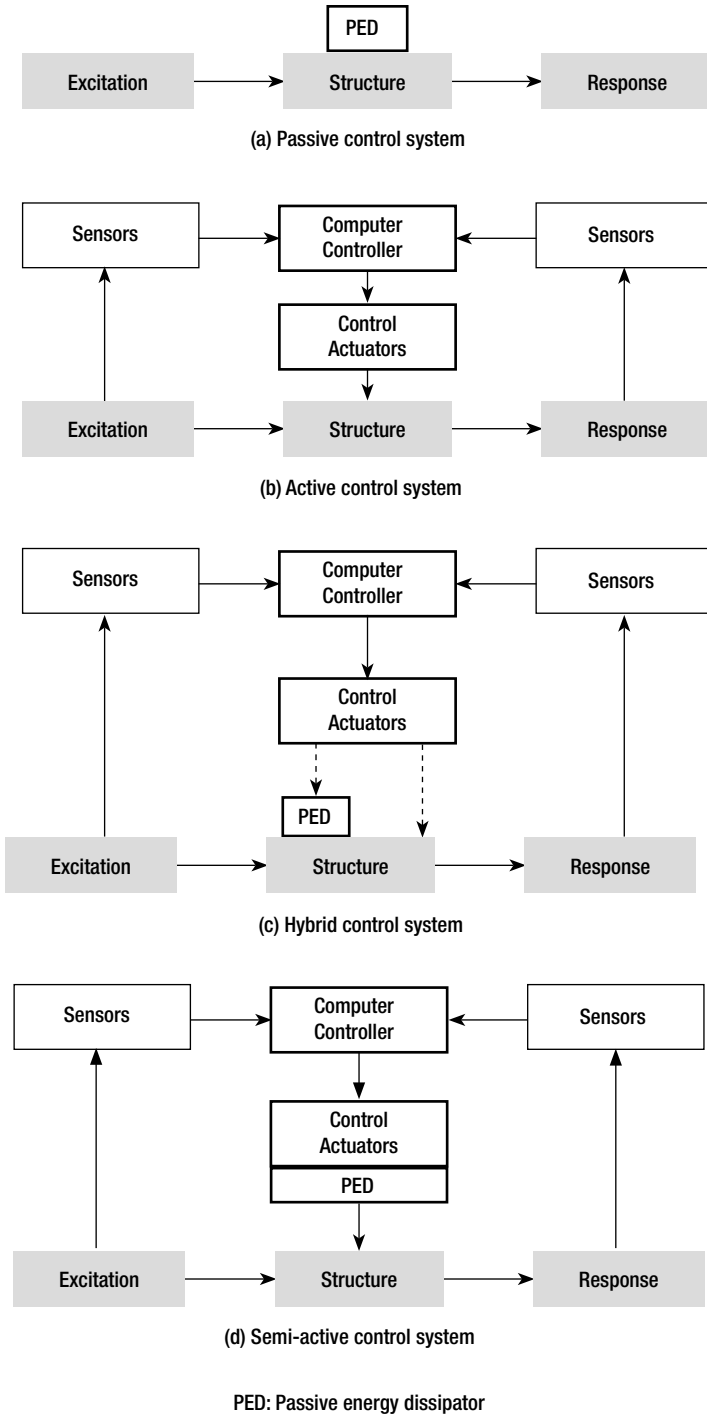 PED
Excitation
Structure
Response
(a) Passive control system
Sensors
Computer
Controller
Sensors
Control
Actuators
Excitation
Structure
Response
(b) Active control system
Sensors
Computer
Controller
Sensors
Control
Actuators
PED
Excitation
Structure
Response
(c) Hybrid control system
Sensors
Computer
Controller
Sensors
Control
Actuators
PED
Excitation
Structure
Response
(d) Semi-active control system
PED: Passive energy dissipator